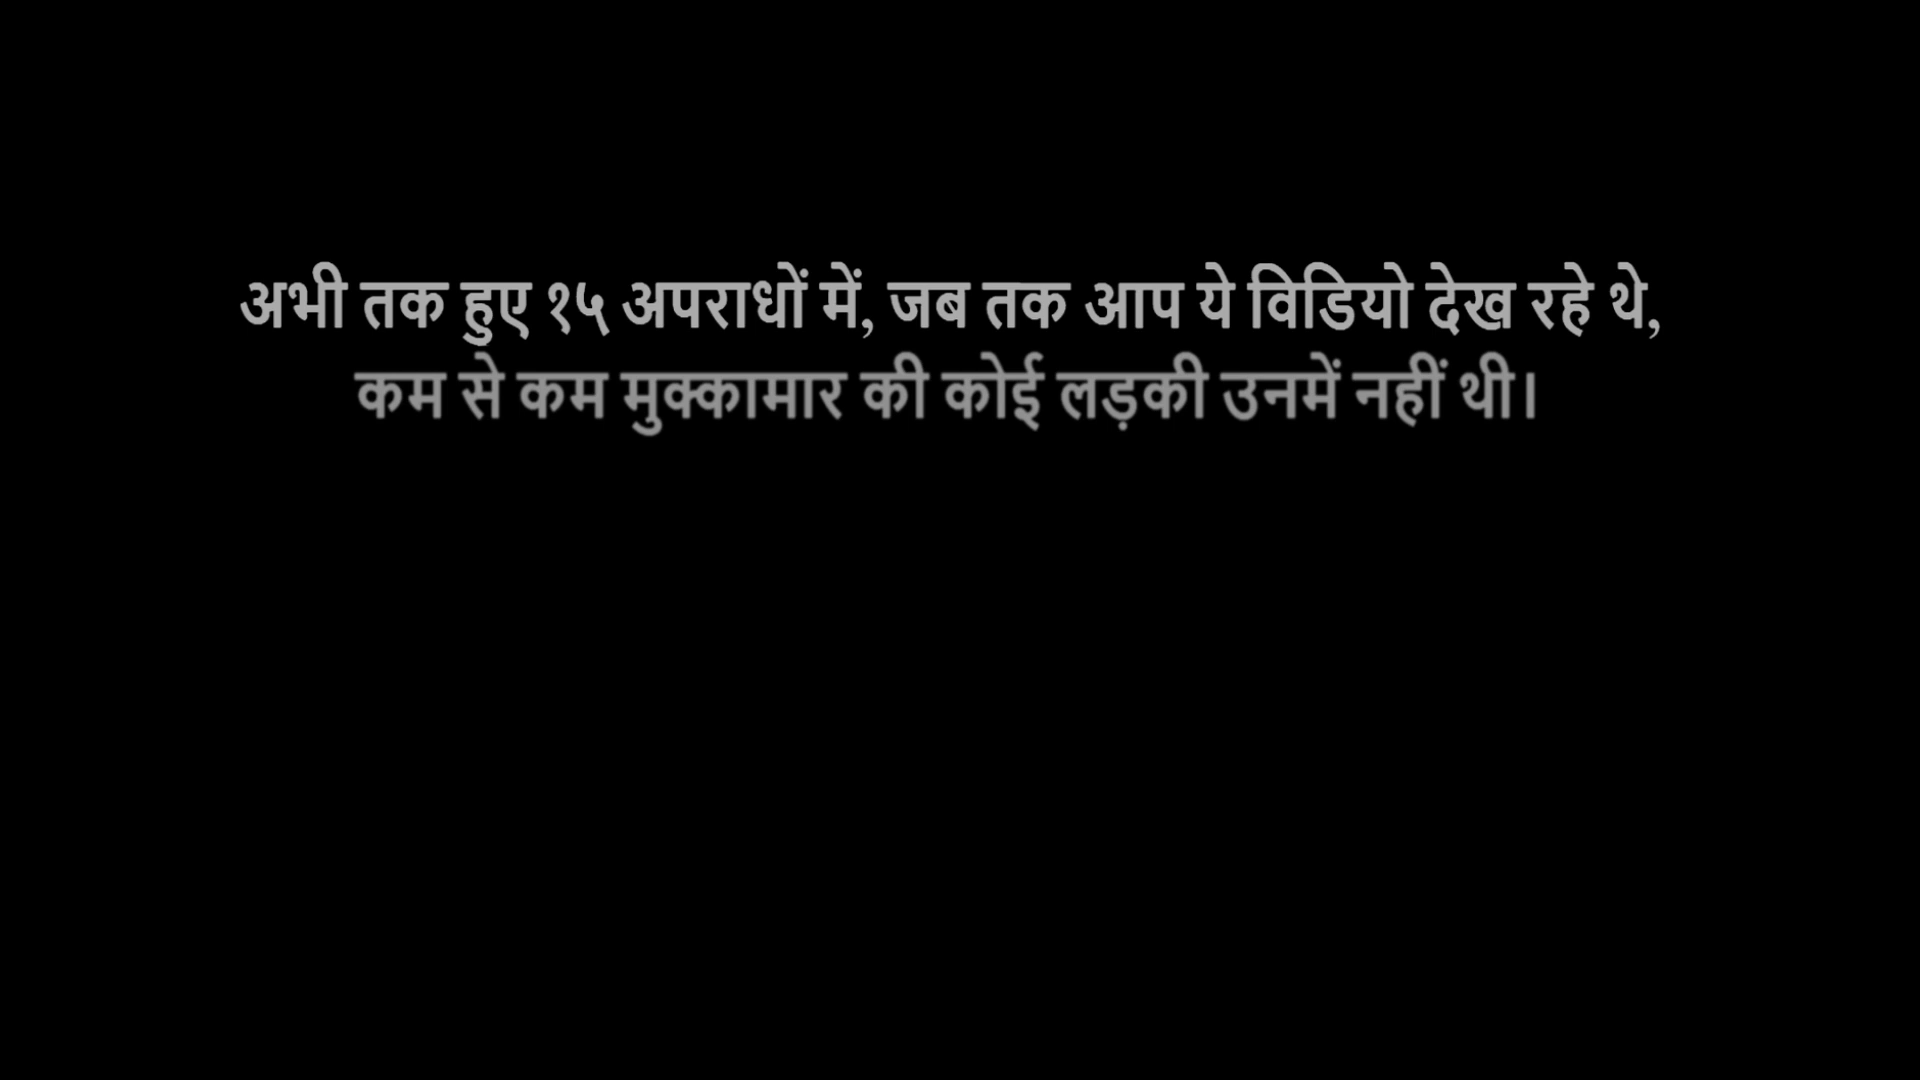 अभी तक हुए १५ अपराधों में, जब तक आप ये विडियो देख रहे थे,
कम से कम मुक्कामार की कोई लड़की उनमें नहीं थी।